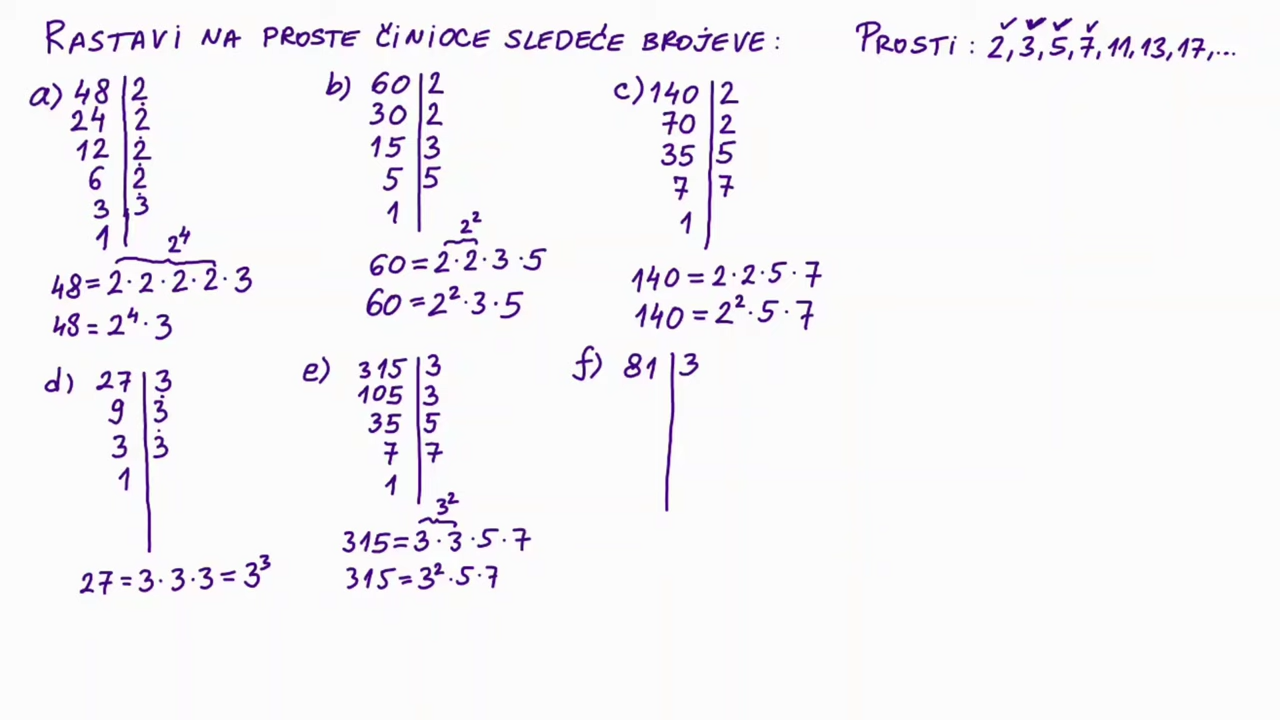 RASTAVI NA PROSTE ČINIOCE SLEDEĆE BROJEVE :
PROSTI : 2, 3, 5, 7, 11, 13, 17, ...
a) 48 | 2
24 | 2
12 | 2
6 | 2
3 | 3
1 |
2⁴
48 = 2 · 2 · 2 · 2 · 3
48 = 2⁴ · 3
b) 60 | 2
30 | 2
15 | 3
5 | 5
1 |
2²
60 = 2 · 2 · 3 · 5
60 = 2² · 3 · 5
c) 140 | 2
70 | 2
35 | 5
7 | 7
1 |
140 = 2 · 2 · 5 · 7
140 = 2² · 5 · 7
d) 27 | 3
9 | 3
3 | 3
1 |
27 = 3 · 3 · 3 = 3³
e) 315 | 3
105 | 3
35 | 5
7 | 7
1 |
3²
315 = 3 · 3 · 5 · 7
315 = 3² · 5 · 7
f) 81 | 3